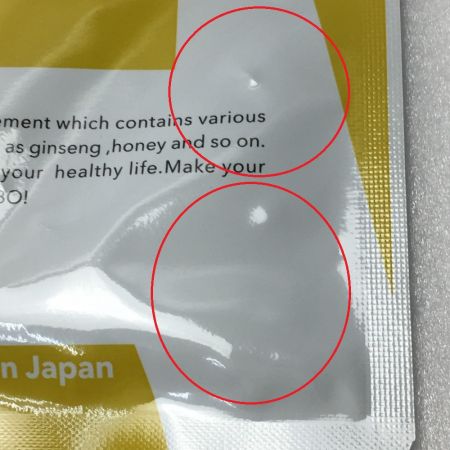 ement which contains various
as ginseng ,honey and so on.
your healthy life.Make your
BO!
n Japan